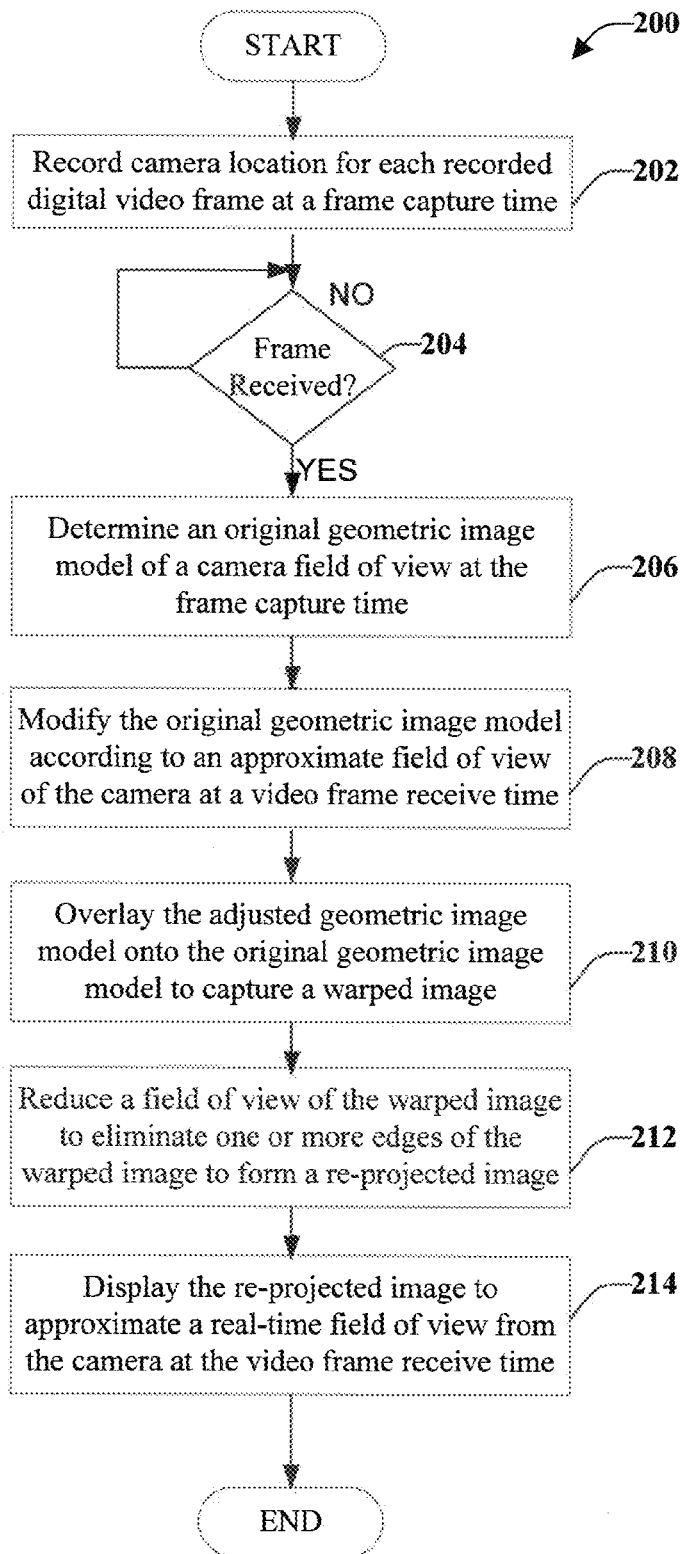 START
200
Record camera location for each recorded
digital video frame at a frame capture time
202
NO
Frame
Received?
204
YES
Determine an original geometric image
model of a camera field of view at the
frame capture time
206
Modify the original geometric image model
according to an approximate field of view
of the camera at a video frame receive time
208
Overlay the adjusted geometric image
model onto the original geometric image
model to capture a warped image
210
Reduce a field of view of the warped image
to eliminate one or more edges of the
warped image to form a re-projected image
212
Display the re-projected image to
approximate a real-time field of view from
the camera at the video frame receive time
214
END